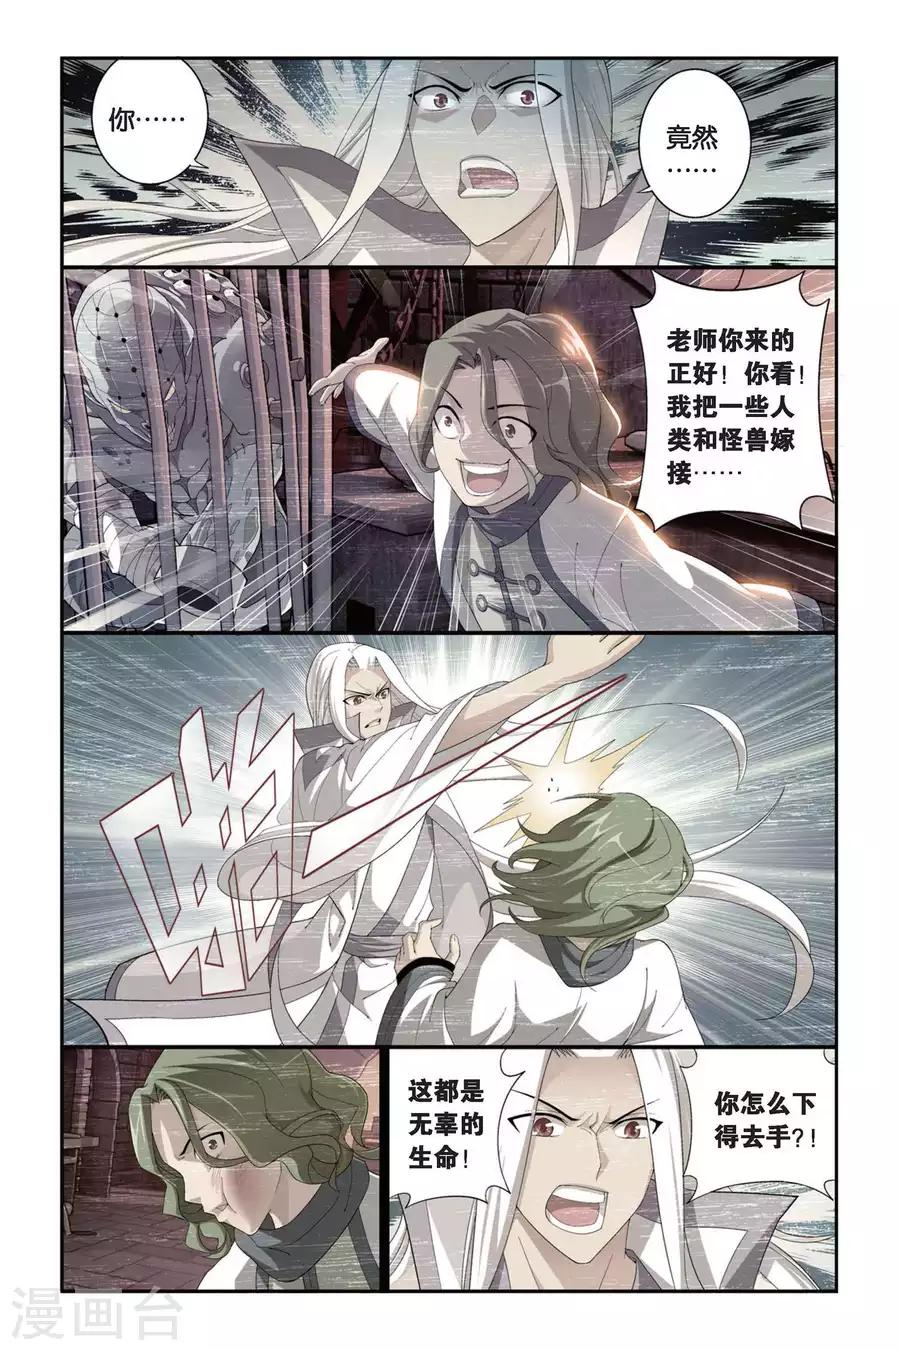 你……
竟然
……
老师你来的
正好！你看！
我把一些人
类和怪兽嫁
接……
啪
这都是
无辜的
生命！
你怎么下
得去手?!
漫画台